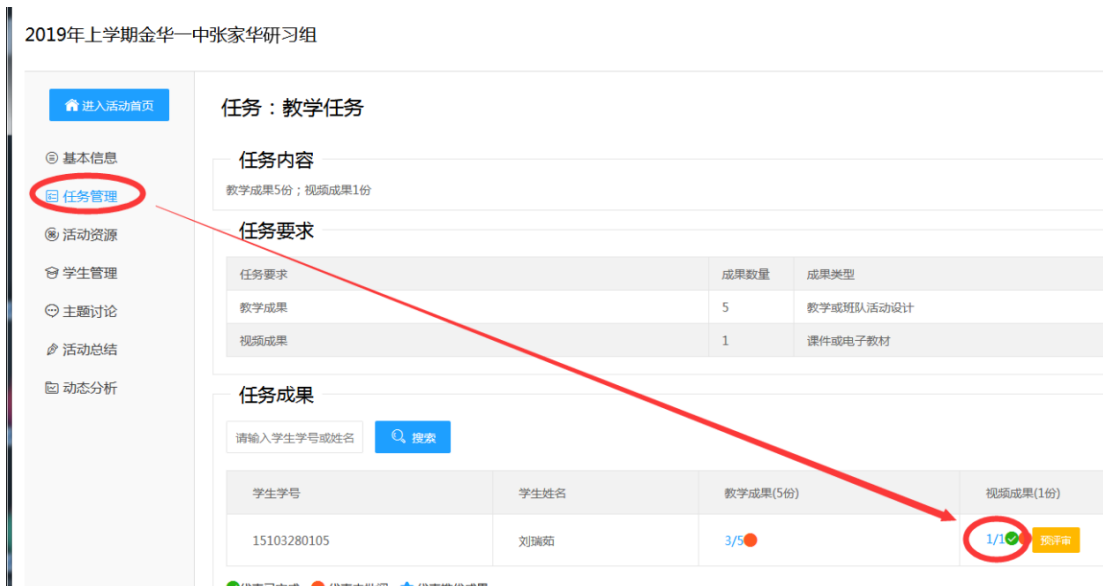 2019年上学期金华一中张家华研习组
进入活动首页
任务：教学任务
基本信息
任务内容
任务管理
教学成果5份；视频成果1份
活动资源
任务要求
学生管理
任务要求 成果数量 成果类型
主题讨论
教学成果 5 教学或班队活动设计
活动总结
视频成果 1 课件或电子教材
动态分析
任务成果
请输入学生学号或姓名 搜索
学生学号 学生姓名 教学成果(5份) 视频成果(1份)
15103280105 刘瑞茹 3/5 1/1 预评审